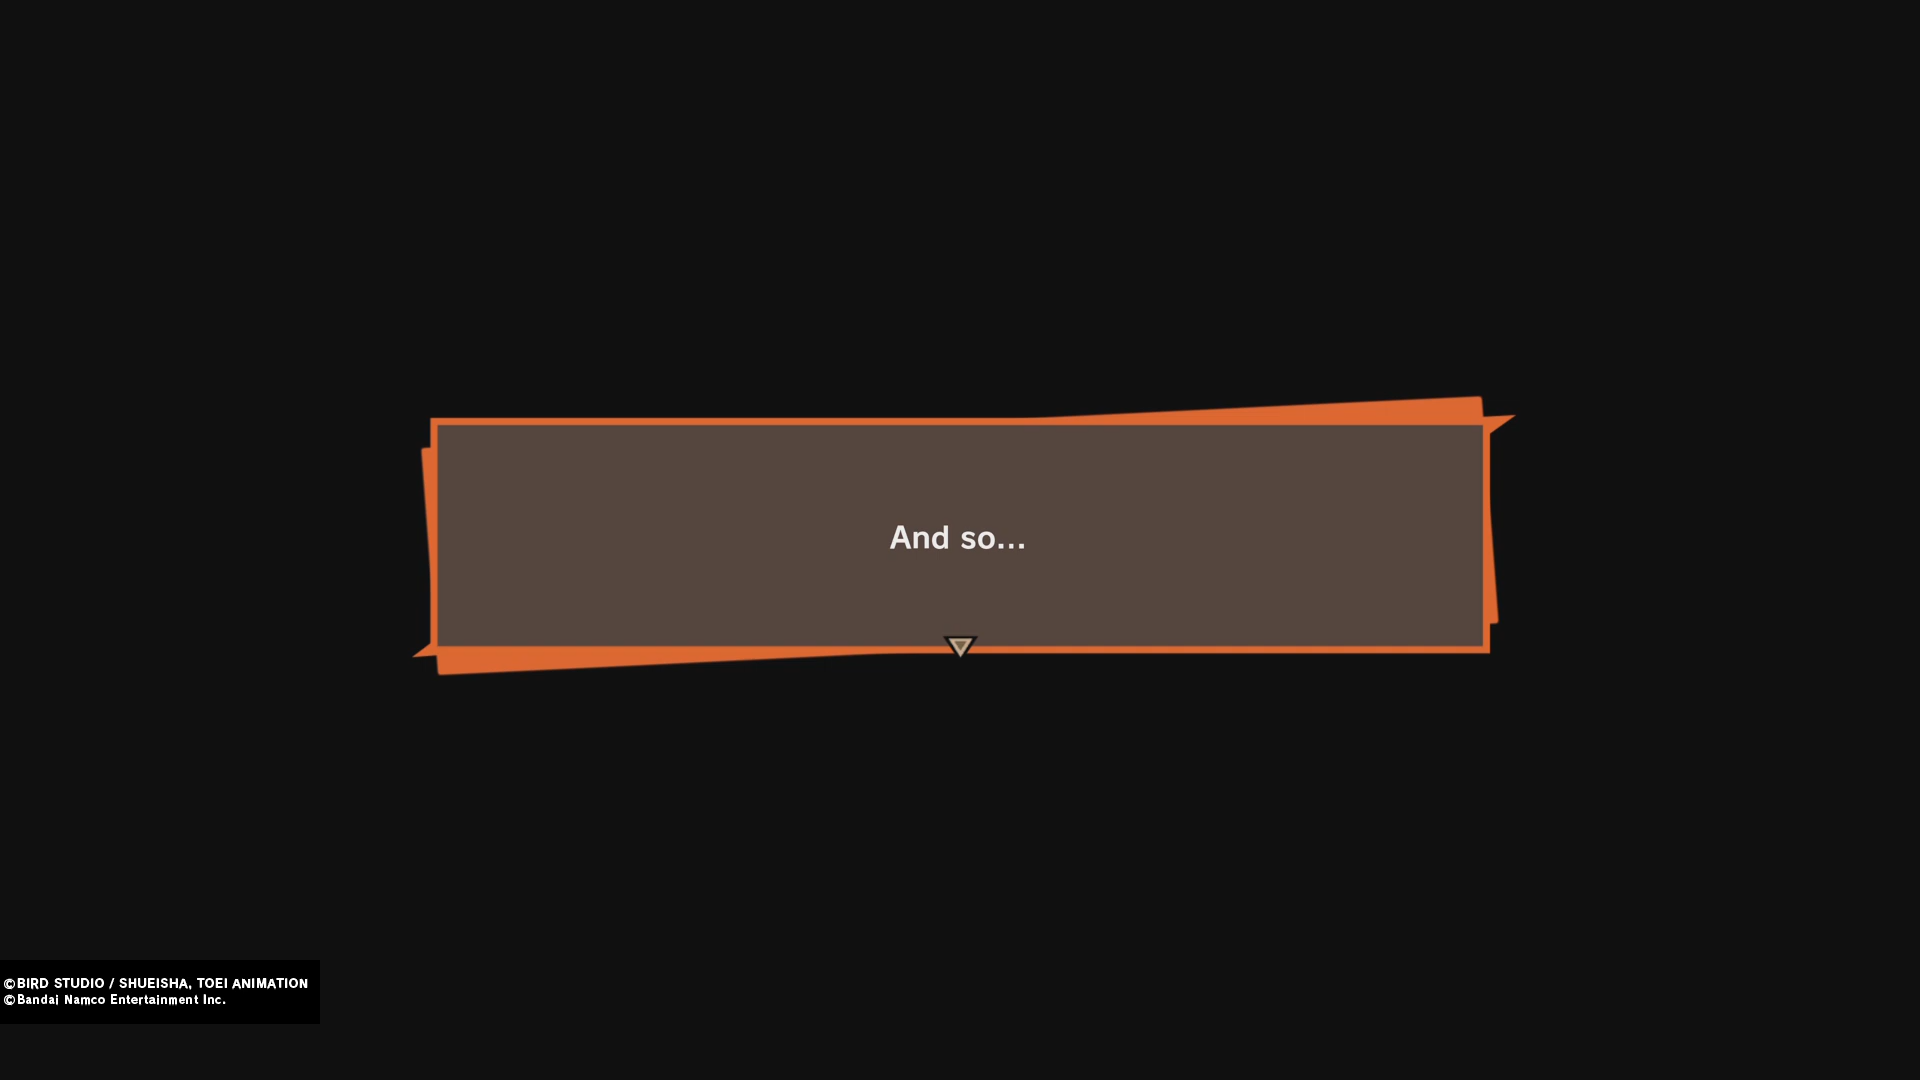 And so...
©BIRD STUDIO / SHUEISHA, TOEI ANIMATION
©Bandai Namco Entertainment Inc.